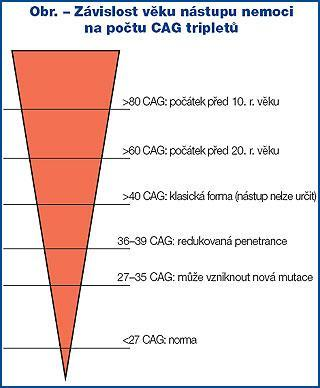 Obr. – Závislost věku nástupu nemoci
na počtu CAG tripletů
>80 CAG: počátek před 10. r. věku
>60 CAG: počátek před 20. r. věku
>40 CAG: klasická forma (nástup nelze určit)
36–39 CAG: redukovaná penetrance
27–35 CAG: může vzniknout nová mutace
<27 CAG: norma